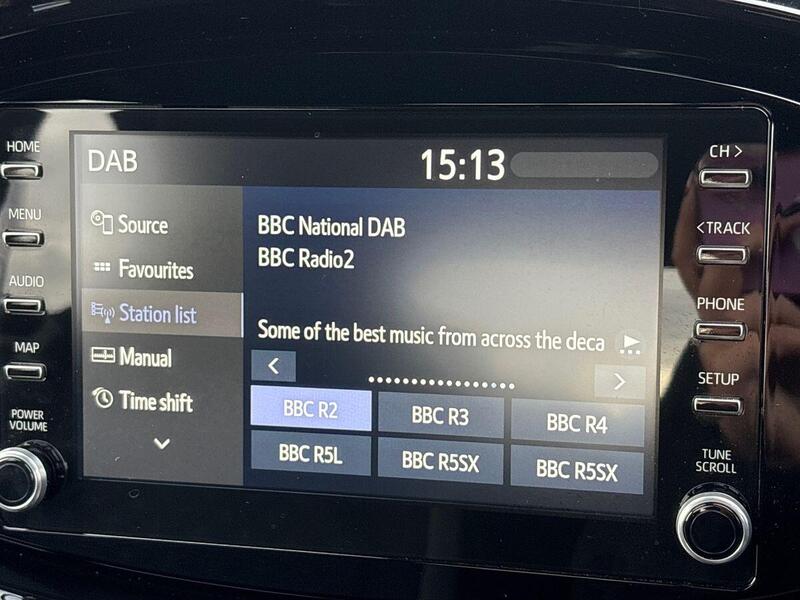 HOME
MENU
AUDIO
MAP
POWER
VOLUME
DAB
15:13
Source
Favourites
Station list
Manual
Time shift
BBC National DAB
BBC Radio2
Some of the best music from across the deca
<
>
BBC R2
BBC R3
BBC R4
BBC R5L
BBC R5SX
BBC R5SX
CH >
< TRACK
PHONE
SETUP
TUNE
SCROLL